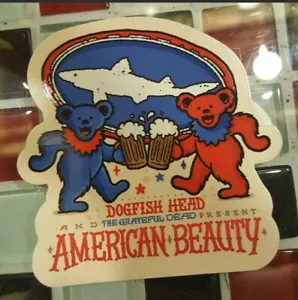 DOGFISH HEAD
AND THE GRATEFUL DEAD PRESENT
AMERICAN BEAUTY